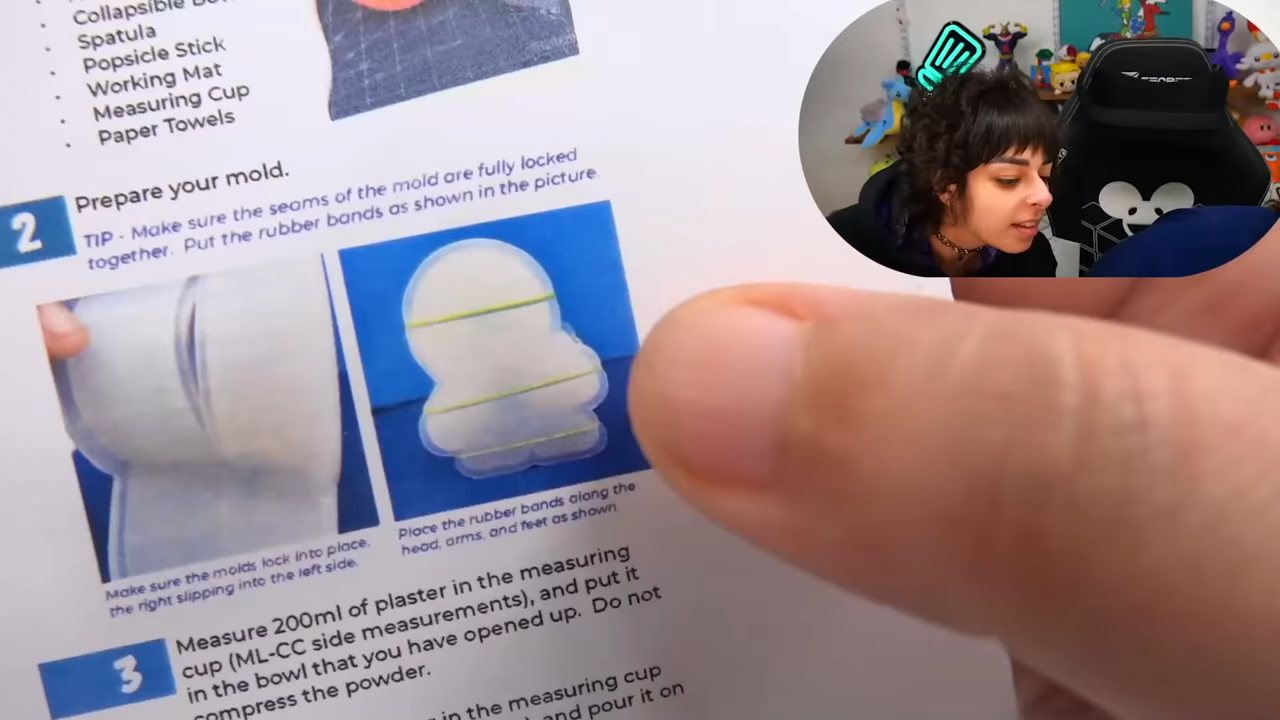 Collapsible
Spatula
Popsicle Stick
Working Mat
Measuring Cup
Paper Towels
2
Prepare your mold.
TIP - Make sure the seams of the mold are fully locked
together. Put the rubber bands as shown in the picture.
Make sure the molds lock into place,
the right slipping into the left side.
Place the rubber bands along the
head, arms, and feet as shown
3
Measure 200ml of plaster in the measuring
cup (ML-CC side measurements), and put it
in the bowl that you have opened up. Do not
compress the powder.
in the measuring cup
and pour it on